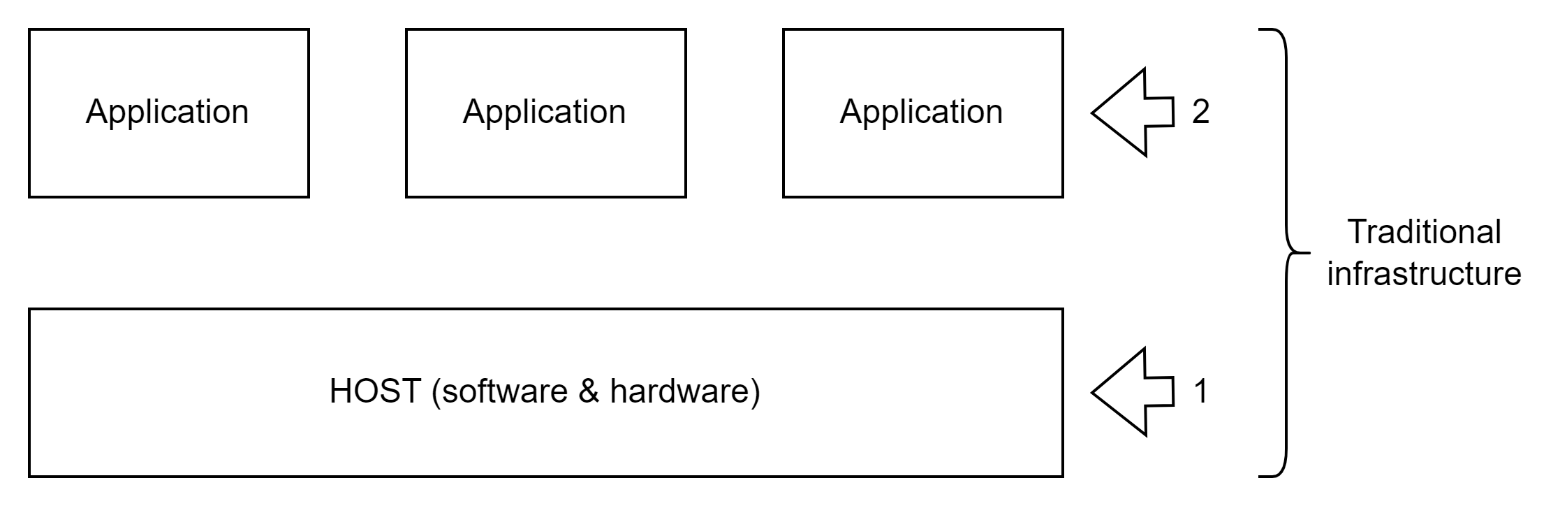 Application
Application
Application
2
Traditional
infrastructure
HOST (software & hardware)
1